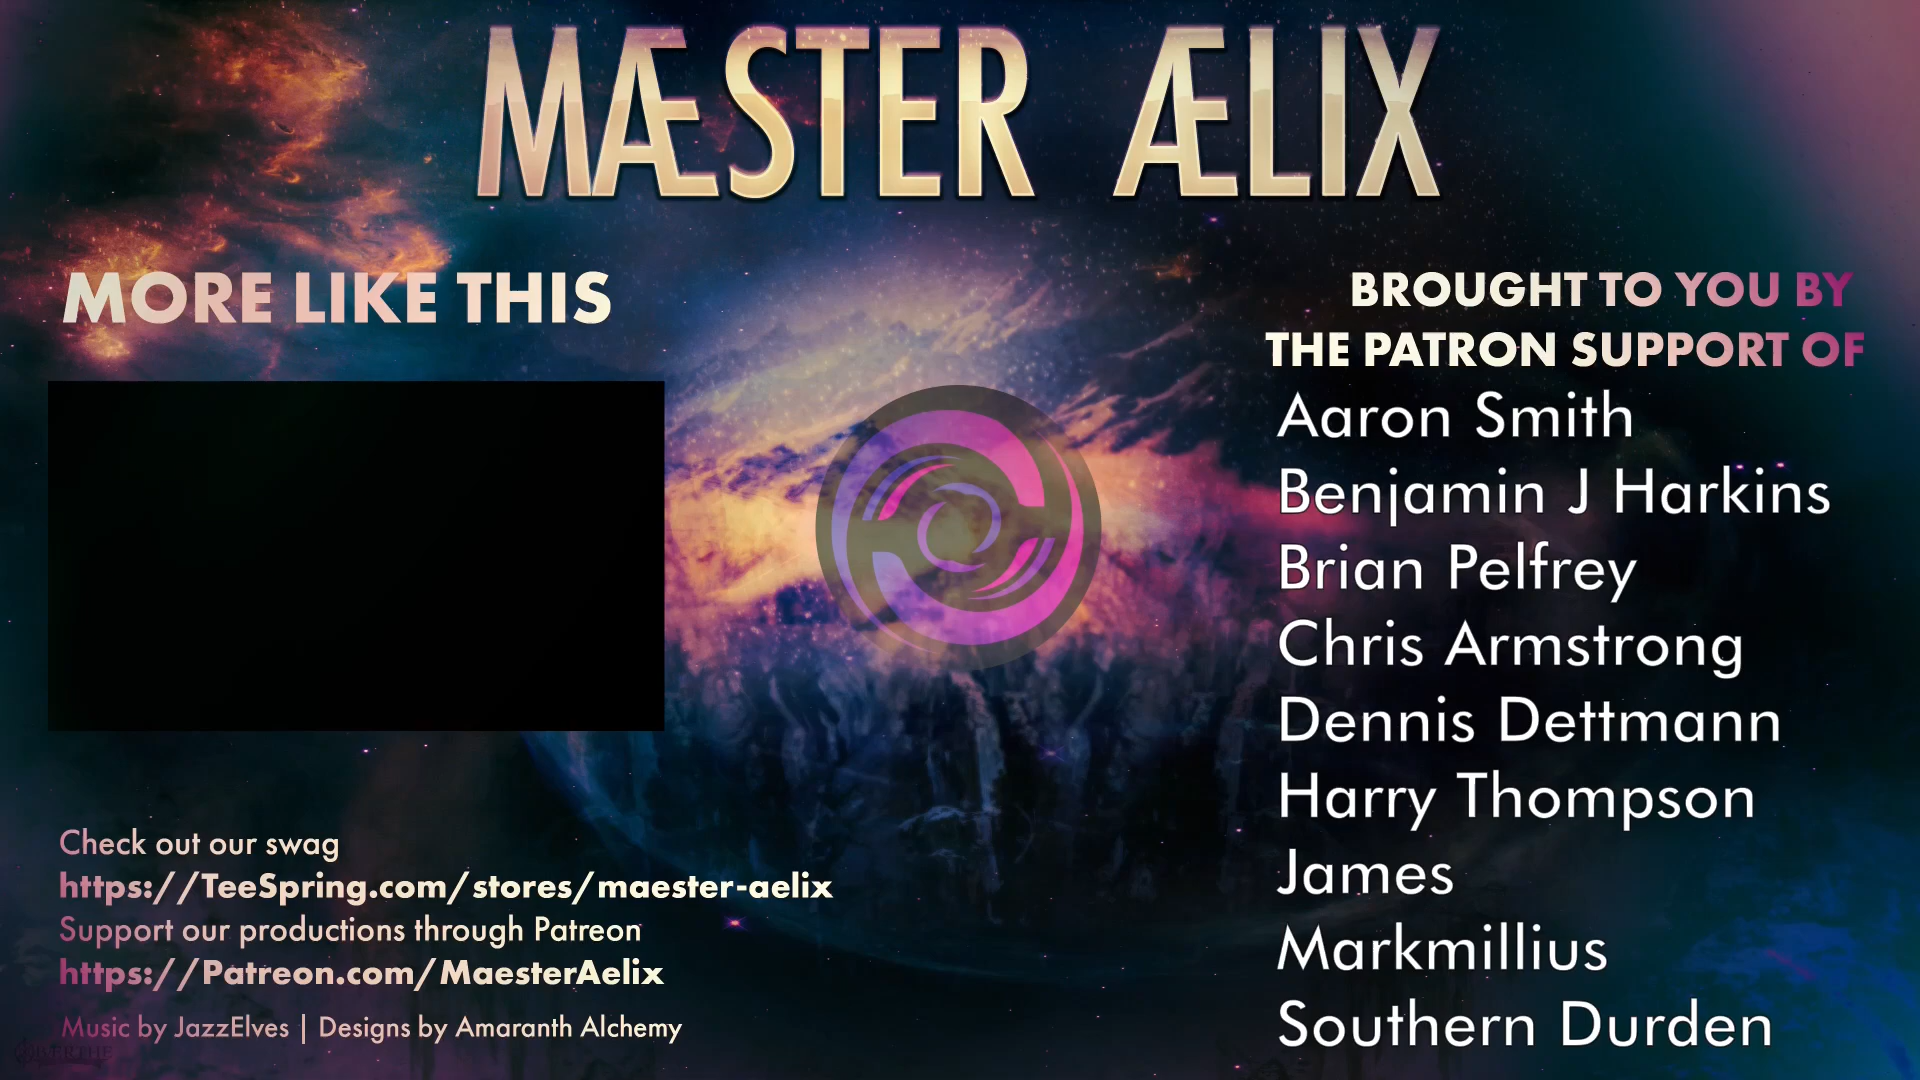 MÆSTER ÆLIX
MORE LIKE THIS
Check out our swag
https://TeeSpring.com/stores/maester-aelix
Support our productions through Patreon
https://Patreon.com/MaesterAelix
Music by JazzElves | Designs by Amaranth Alchemy
BROUGHT TO YOU BY
THE PATRON SUPPORT OF
Aaron Smith
Benjamin J Harkins
Brian Pelfrey
Chris Armstrong
Dennis Dettmann
Harry Thompson
James
Markmillius
Southern Durden